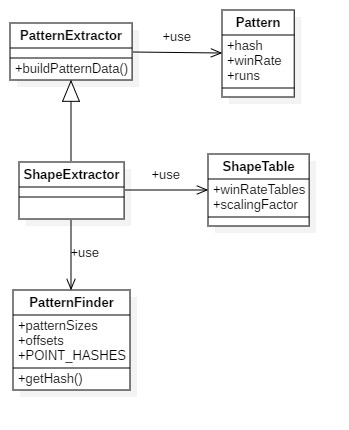 PatternExtractor
+buildPatternData()
+use
Pattern
+hash
+winRate
+runs
ShapeExtractor
+use
ShapeTable
+winRateTables
+scalingFactor
+use
PatternFinder
+patternSizes
+offsets
+POINT_HASHES
+getHash()